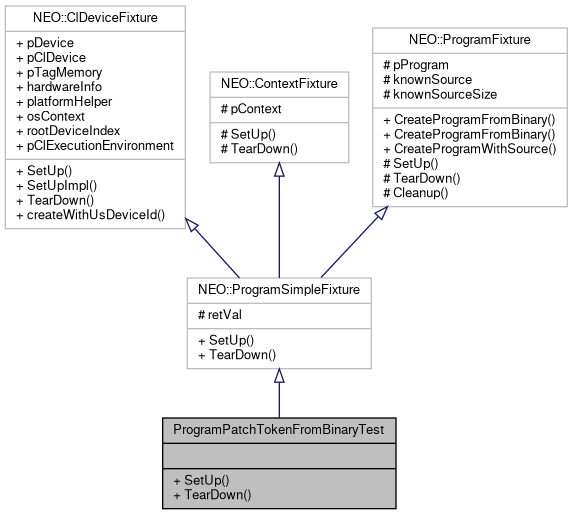 NEO::ClDeviceFixture
+ pDevice
+ pClDevice
+ pTagMemory
+ hardwareInfo
+ platformHelper
+ osContext
+ rootDeviceIndex
+ pClExecutionEnvironment
+ SetUp()
+ SetUpImpl()
+ TearDown()
+ createWithUsDeviceId()
NEO::ContextFixture
# pContext
# SetUp()
# TearDown()
NEO::ProgramFixture
# pProgram
# knownSource
# knownSourceSize
+ CreateProgramFromBinary()
+ CreateProgramFromBinary()
+ CreateProgramWithSource()
# SetUp()
# TearDown()
# Cleanup()
NEO::ProgramSimpleFixture
# retVal
+ SetUp()
+ TearDown()
ProgramPatchTokenFromBinaryTest
+ SetUp()
+ TearDown()